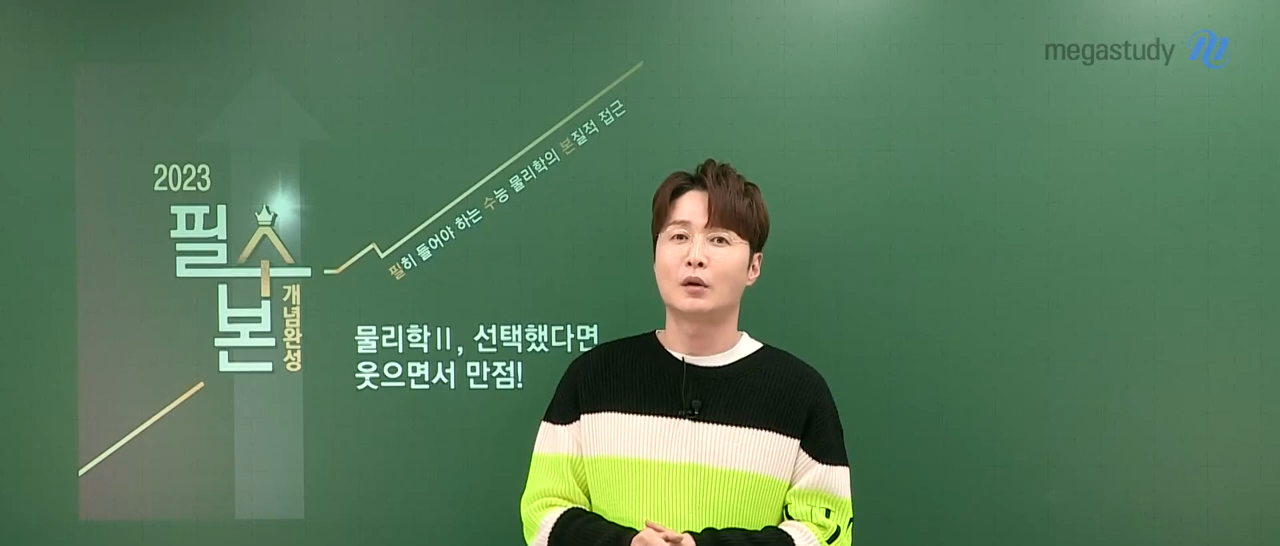 megastudy
2023
필수본
개념완성
필히 들어야 하는 수능 물리학의 본질적 접근
물리학Ⅱ, 선택했다면
웃으면서 만점!